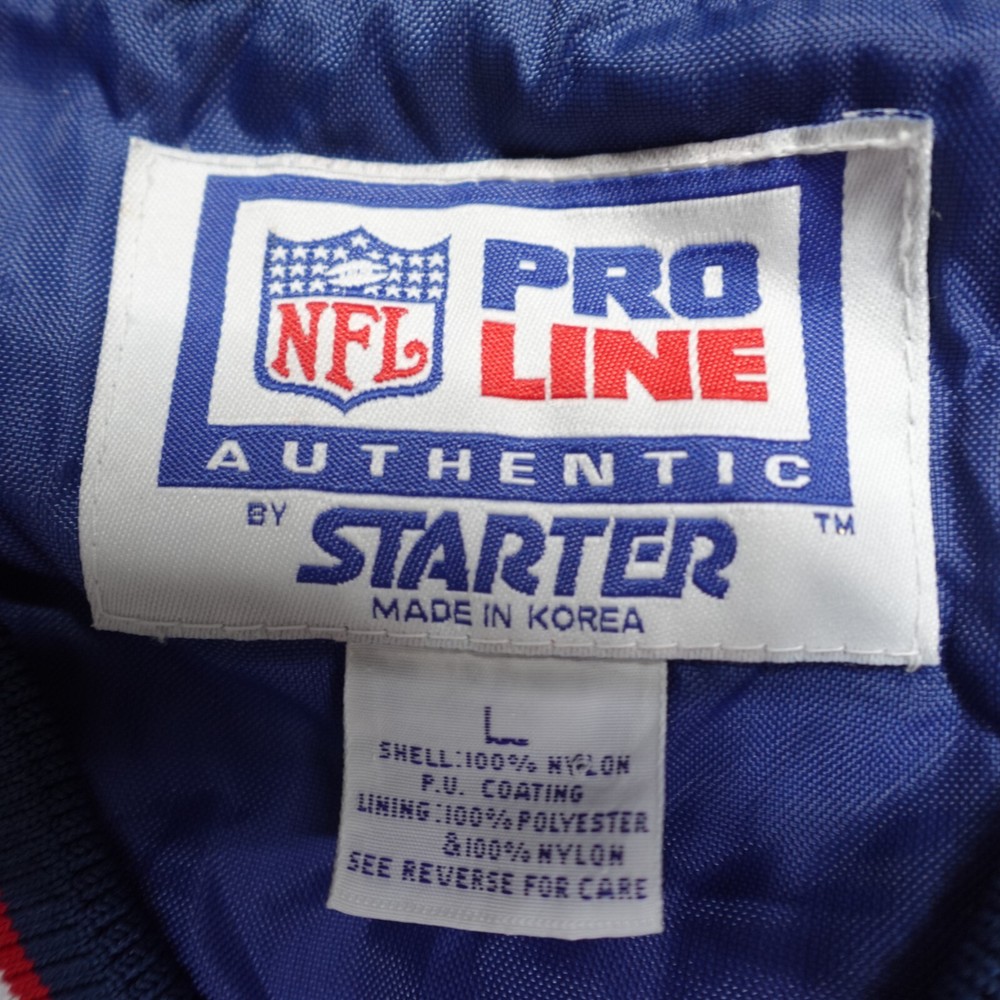 NFL
PRO
LINE
AUTHENTIC
BY STARTER TM
MADE IN KOREA
L
SHELL:100% NYLON
P.U. COATING
LINING:100% POLYESTER
&100% NYLON
SEE REVERSE FOR CARE